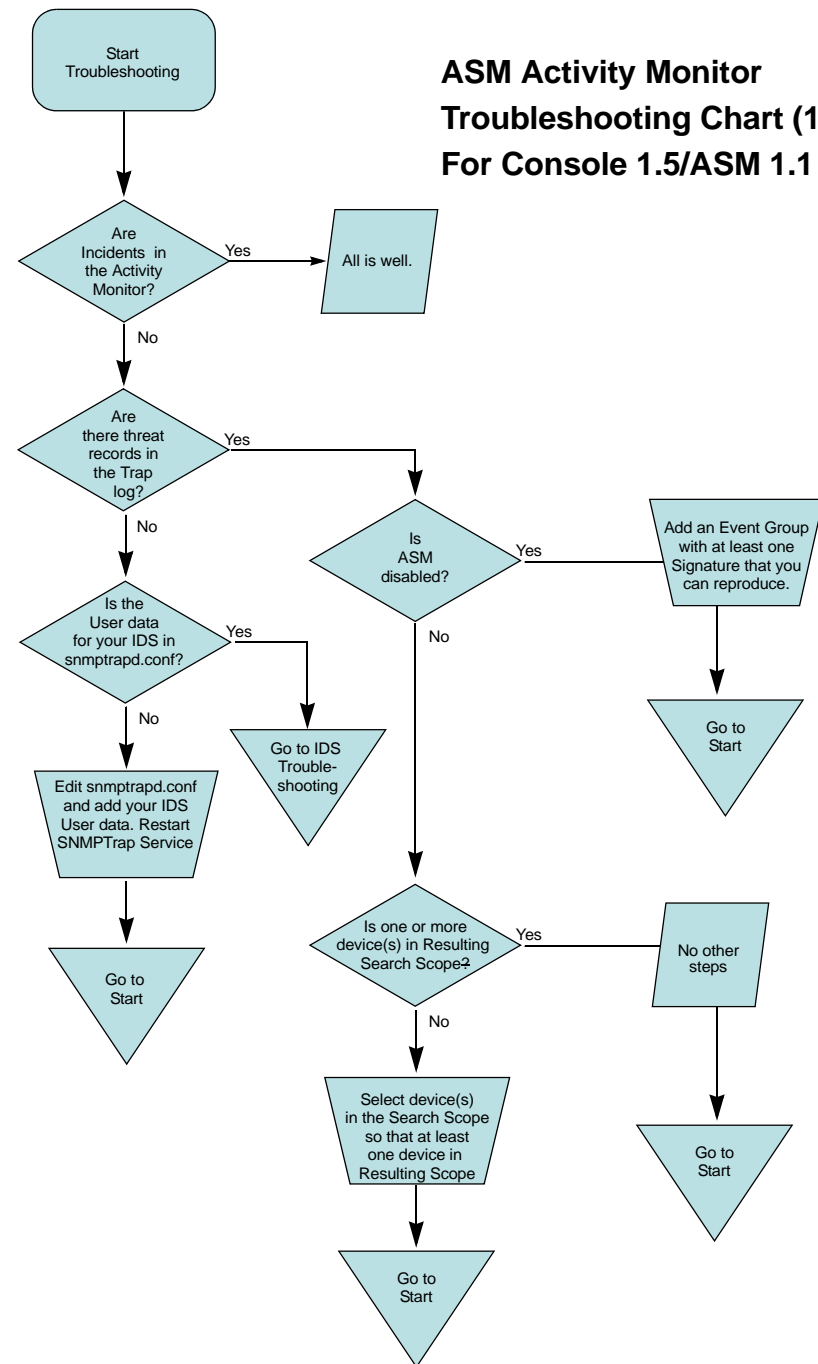 Start
Troubleshooting
ASM Activity Monitor
Troubleshooting Chart (1
For Console 1.5/ASM 1.1
Are
Incidents in
the Activity
Monitor?
Yes
All is well.
No
Are
there threat
records in
the Trap
log?
Yes
No
Is
ASM
disabled?
Yes
Add an Event Group
with at least one
Signature that you
can reproduce.
No
Go to
Start
Is the
User data
for your IDS in
snmptrapd.conf?
Yes
Go to IDS
Trouble-
shooting
No
Edit snmptrapd.conf
and add your IDS
User data. Restart
SNMPTrap Service
Go to
Start
Is one or more
device(s) in Resulting
Search Scope?
Yes
No other
steps
Go to
Start
No
Select device(s)
in the Search Scope
so that at least
one device in
Resulting Scope
Go to
Start